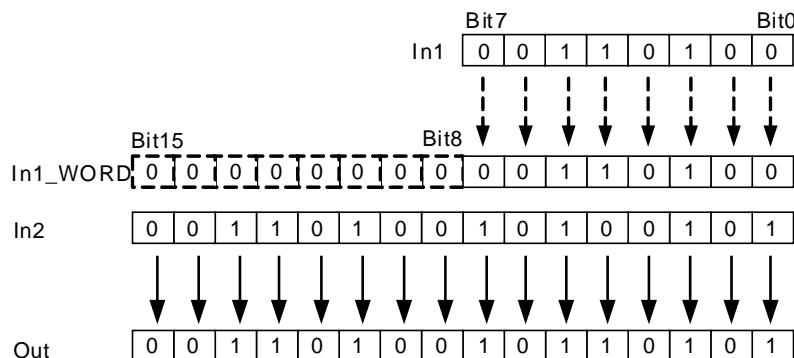 Bit7 Bit0
In1 0 0 1 1 0 1 0 0
Bit15 Bit8
In1_WORD 0 0 0 0 0 0 0 0 0 0 1 1 0 1 0 0
In2 0 0 1 1 0 1 0 0 1 0 1 0 0 1 0 1
Out 0 0 1 1 0 1 0 0 1 0 1 1 0 1 0 1